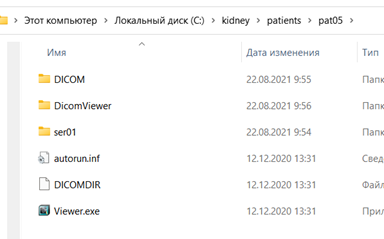 Этот компьютер > Локальный диск (C:) > kidney > patients > pat05 >
Имя Дата изменения Тип
DICOM 22.08.2021 9:55 Папк
DicomViewer 22.08.2021 9:56 Папк
ser01 22.08.2021 9:54 Папк
autorun.inf 12.12.2020 13:31 Свед
DICOMDIR 12.12.2020 13:31 Файл
Viewer.exe 12.12.2020 13:31 Прил